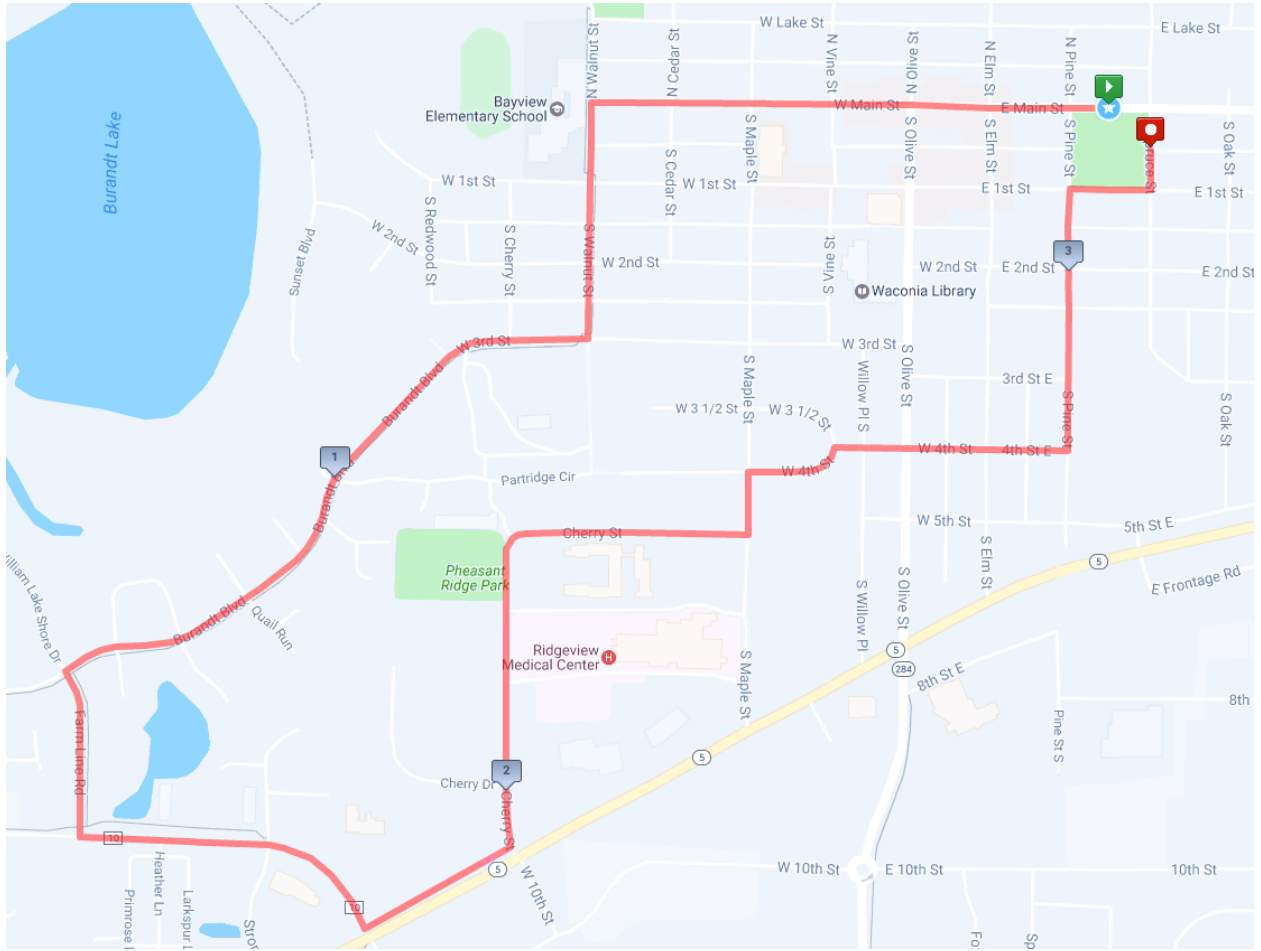 W Lake St
E Lake St
N Walnut St
N Cedar St
N Vine St
N Olive St
N Elm St
N Pine St
Burandt Lake
Bayview
Elementary School
W Main St
E Main St
S Maple St
S Olive St
S Elm St
S Pine St
S Oak St
W 1st St
S Cedar St
W 1st St
E 1st St
E 1st St
Sunset Blvd
W 2nd St
S Redwood St
S Cherry St
S Walnut St
W 2nd St
S Vine St
W 2nd St
E 2nd St
3
E 2nd St
Waconia Library
W 3rd St
W 3rd St
S Olive St
Burandt Blvd
S Maple St
Willow Pl S
3rd St E
W 3 1/2 St
W 3 1/2 St
S Pine St
S Oak St
1
Burandt Blvd
Partridge Cir
W 4th St
W 4th St
4th St E
Cherry St
W 5th St
5th St E
Pheasant
Ridge Park
S Elm St
5
E Frontage Rd
William Lake Shore Dr
Burandt Blvd
Quail Run
S Olive St
S Willow Pl
Ridgeview
Medical Center
H
S Maple St
5
284
8th St E
8th
Farm Line Rd
Pine St S
5
2
Cherry Dr
Cherry St
10
5
W 10th St
W 10th St
E 10th St
10th St
Heather Ln
10